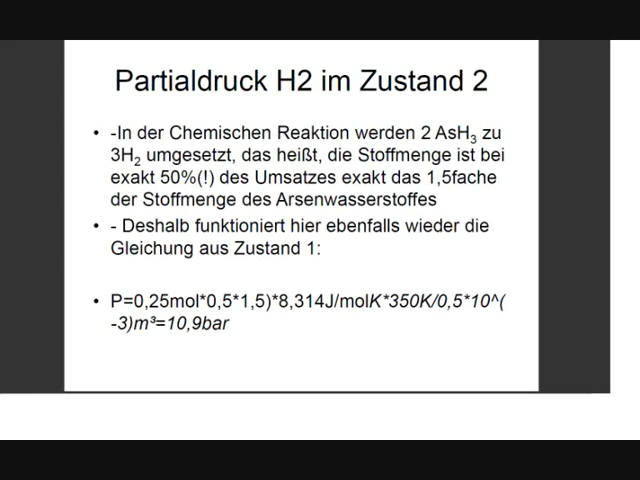 Partialdruck H2 im Zustand 2
• -In der Chemischen Reaktion werden 2 AsH₃ zu
3H₂ umgesetzt, das heißt, die Stoffmenge ist bei
exakt 50%(!) des Umsatzes exakt das 1,5fache
der Stoffmenge des Arsenwasserstoffes
• - Deshalb funktioniert hier ebenfalls wieder die
Gleichung aus Zustand 1:
• P=0,25mol*0,5*1,5)*8,314J/molK*350K/0,5*10^(
-3)m³=10,9bar